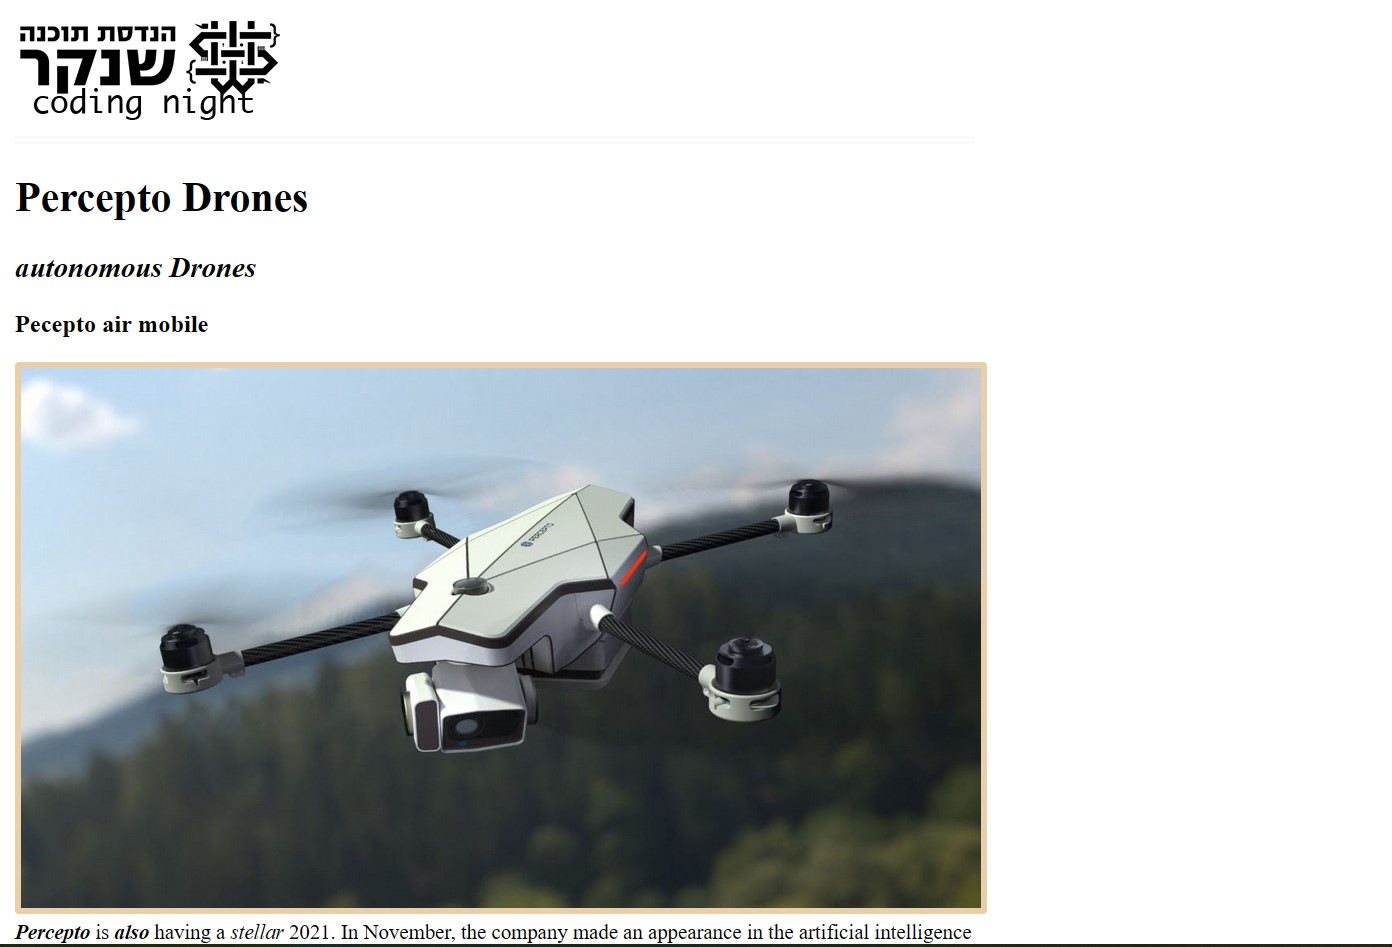 הנדסת תוכנה
שנקר
coding night
Percepto Drones
autonomous Drones
Pecepto air mobile
PERCEPTO
Percepto is also having a stellar 2021. In November, the company made an appearance in the artificial intelligence